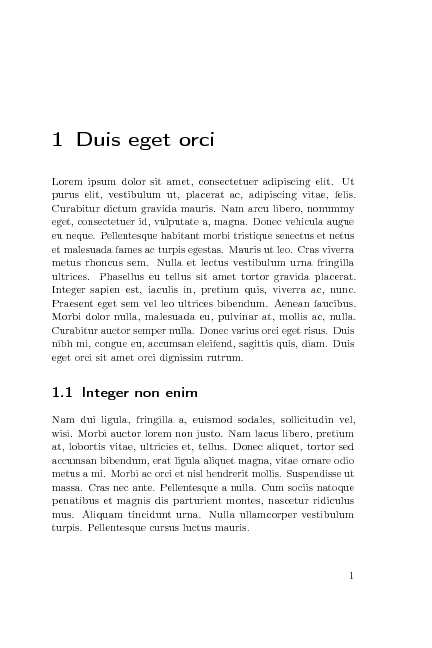 1 Duis eget orci
Lorem ipsum dolor sit amet, consectetuer adipiscing elit. Ut
purus elit, vestibulum ut, placerat ac, adipiscing vitae, felis.
Curabitur dictum gravida mauris. Nam arcu libero, nonummy
eget, consectetuer id, vulputate a, magna. Donec vehicula augue
eu neque. Pellentesque habitant morbi tristique senectus et netus
et malesuada fames ac turpis egestas. Mauris ut leo. Cras viverra
metus rhoncus sem. Nulla et lectus vestibulum urna fringilla
ultrices. Phasellus eu tellus sit amet tortor gravida placerat.
Integer sapien est, iaculis in, pretium quis, viverra ac, nunc.
Praesent eget sem vel leo ultrices bibendum. Aenean faucibus.
Morbi dolor nulla, malesuada eu, pulvinar at, mollis ac, nulla.
Curabitur auctor semper nulla. Donec varius orci eget risus. Duis
nibh mi, congue eu, accumsan eleifend, sagittis quis, diam. Duis
eget orci sit amet orci dignissim rutrum.
1.1 Integer non enim
Nam dui ligula, fringilla a, euismod sodales, sollicitudin vel,
wisi. Morbi auctor lorem non justo. Nam lacus libero, pretium
at, lobortis vitae, ultricies et, tellus. Donec aliquet, tortor sed
accumsan bibendum, erat ligula aliquet magna, vitae ornare odio
metus a mi. Morbi ac orci et nisl hendrerit mollis. Suspendisse ut
massa. Cras nec ante. Pellentesque a nulla. Cum sociis natoque
penatibus et magnis dis parturient montes, nascetur ridiculus
mus. Aliquam tincidunt urna. Nulla ullamcorper vestibulum
turpis. Pellentesque cursus luctus mauris.
1